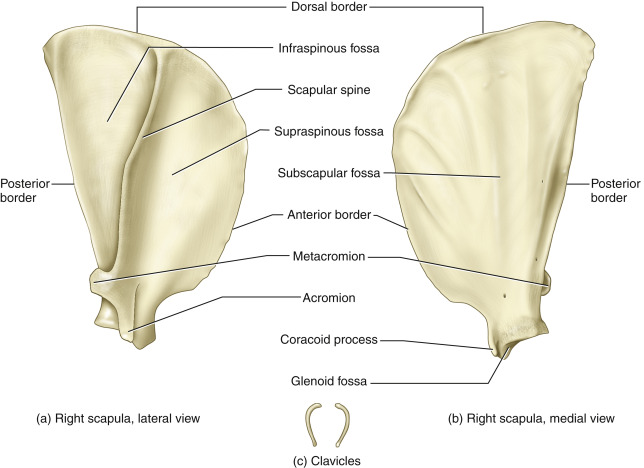 Dorsal border
Infraspinous fossa
Scapular spine
Supraspinous fossa
Subscapular fossa
Posterior
border
Posterior
border
Anterior border
Metacromion
Acromion
Coracoid process
Glenoid fossa
(a) Right scapula, lateral view
(b) Right scapula, medial view
(c) Clavicles